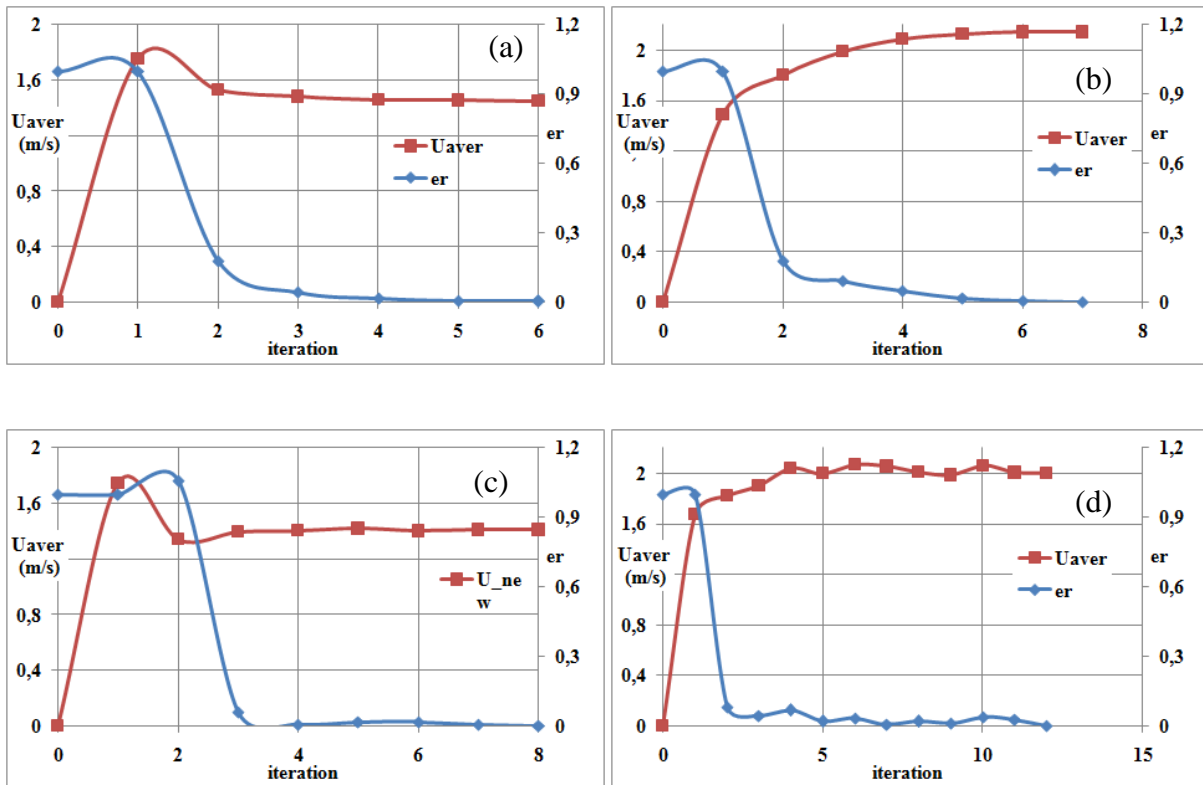 (a)
2
1,6
Uaver
(m/s)
0,8
0,4
0
1,2
0,9
er
0,6
0,3
0
Uaver
er
0 1 2 3 4 5 6
iteration
(b)
2
1.6
Uaver
(m/s)
0,8
0,4
0
1,2
0,9
er
0,6
0,3
0
Uaver
er
0 2 4 6 8
iteration
(c)
2
1,6
Uaver
(m/s)
0,8
0,4
0
1,2
0,9
er
0,6
0,3
0
U_ne
w
0 2 4 6 8
iteration
(d)
2
1,6
Uaver
(m/s)
0,8
0,4
0
1,2
0,9
er
0,6
0,3
0
Uaver
er
0 5 10 15
iteration